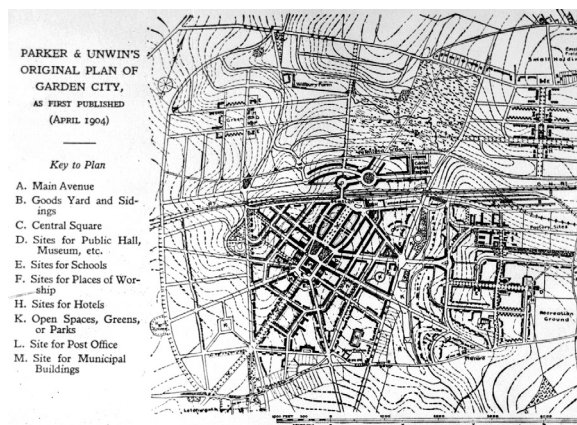 PARKER & UNWIN'S
ORIGINAL PLAN OF
GARDEN CITY,
AS FIRST PUBLISHED
(APRIL 1904)
Key to Plan
A. Main Avenue
B. Goods Yard and Sid-
ings
C. Central Square
D. Sites for Public Hall,
Museum, etc.
E. Sites for Schools
F. Sites for Places of Wor-
ship
H. Sites for Hotels
K. Open Spaces, Greens,
or Parks
L. Site for Post Office
M. Site for Municipal
Buildings
Small Holdings
Recreation
Ground
K